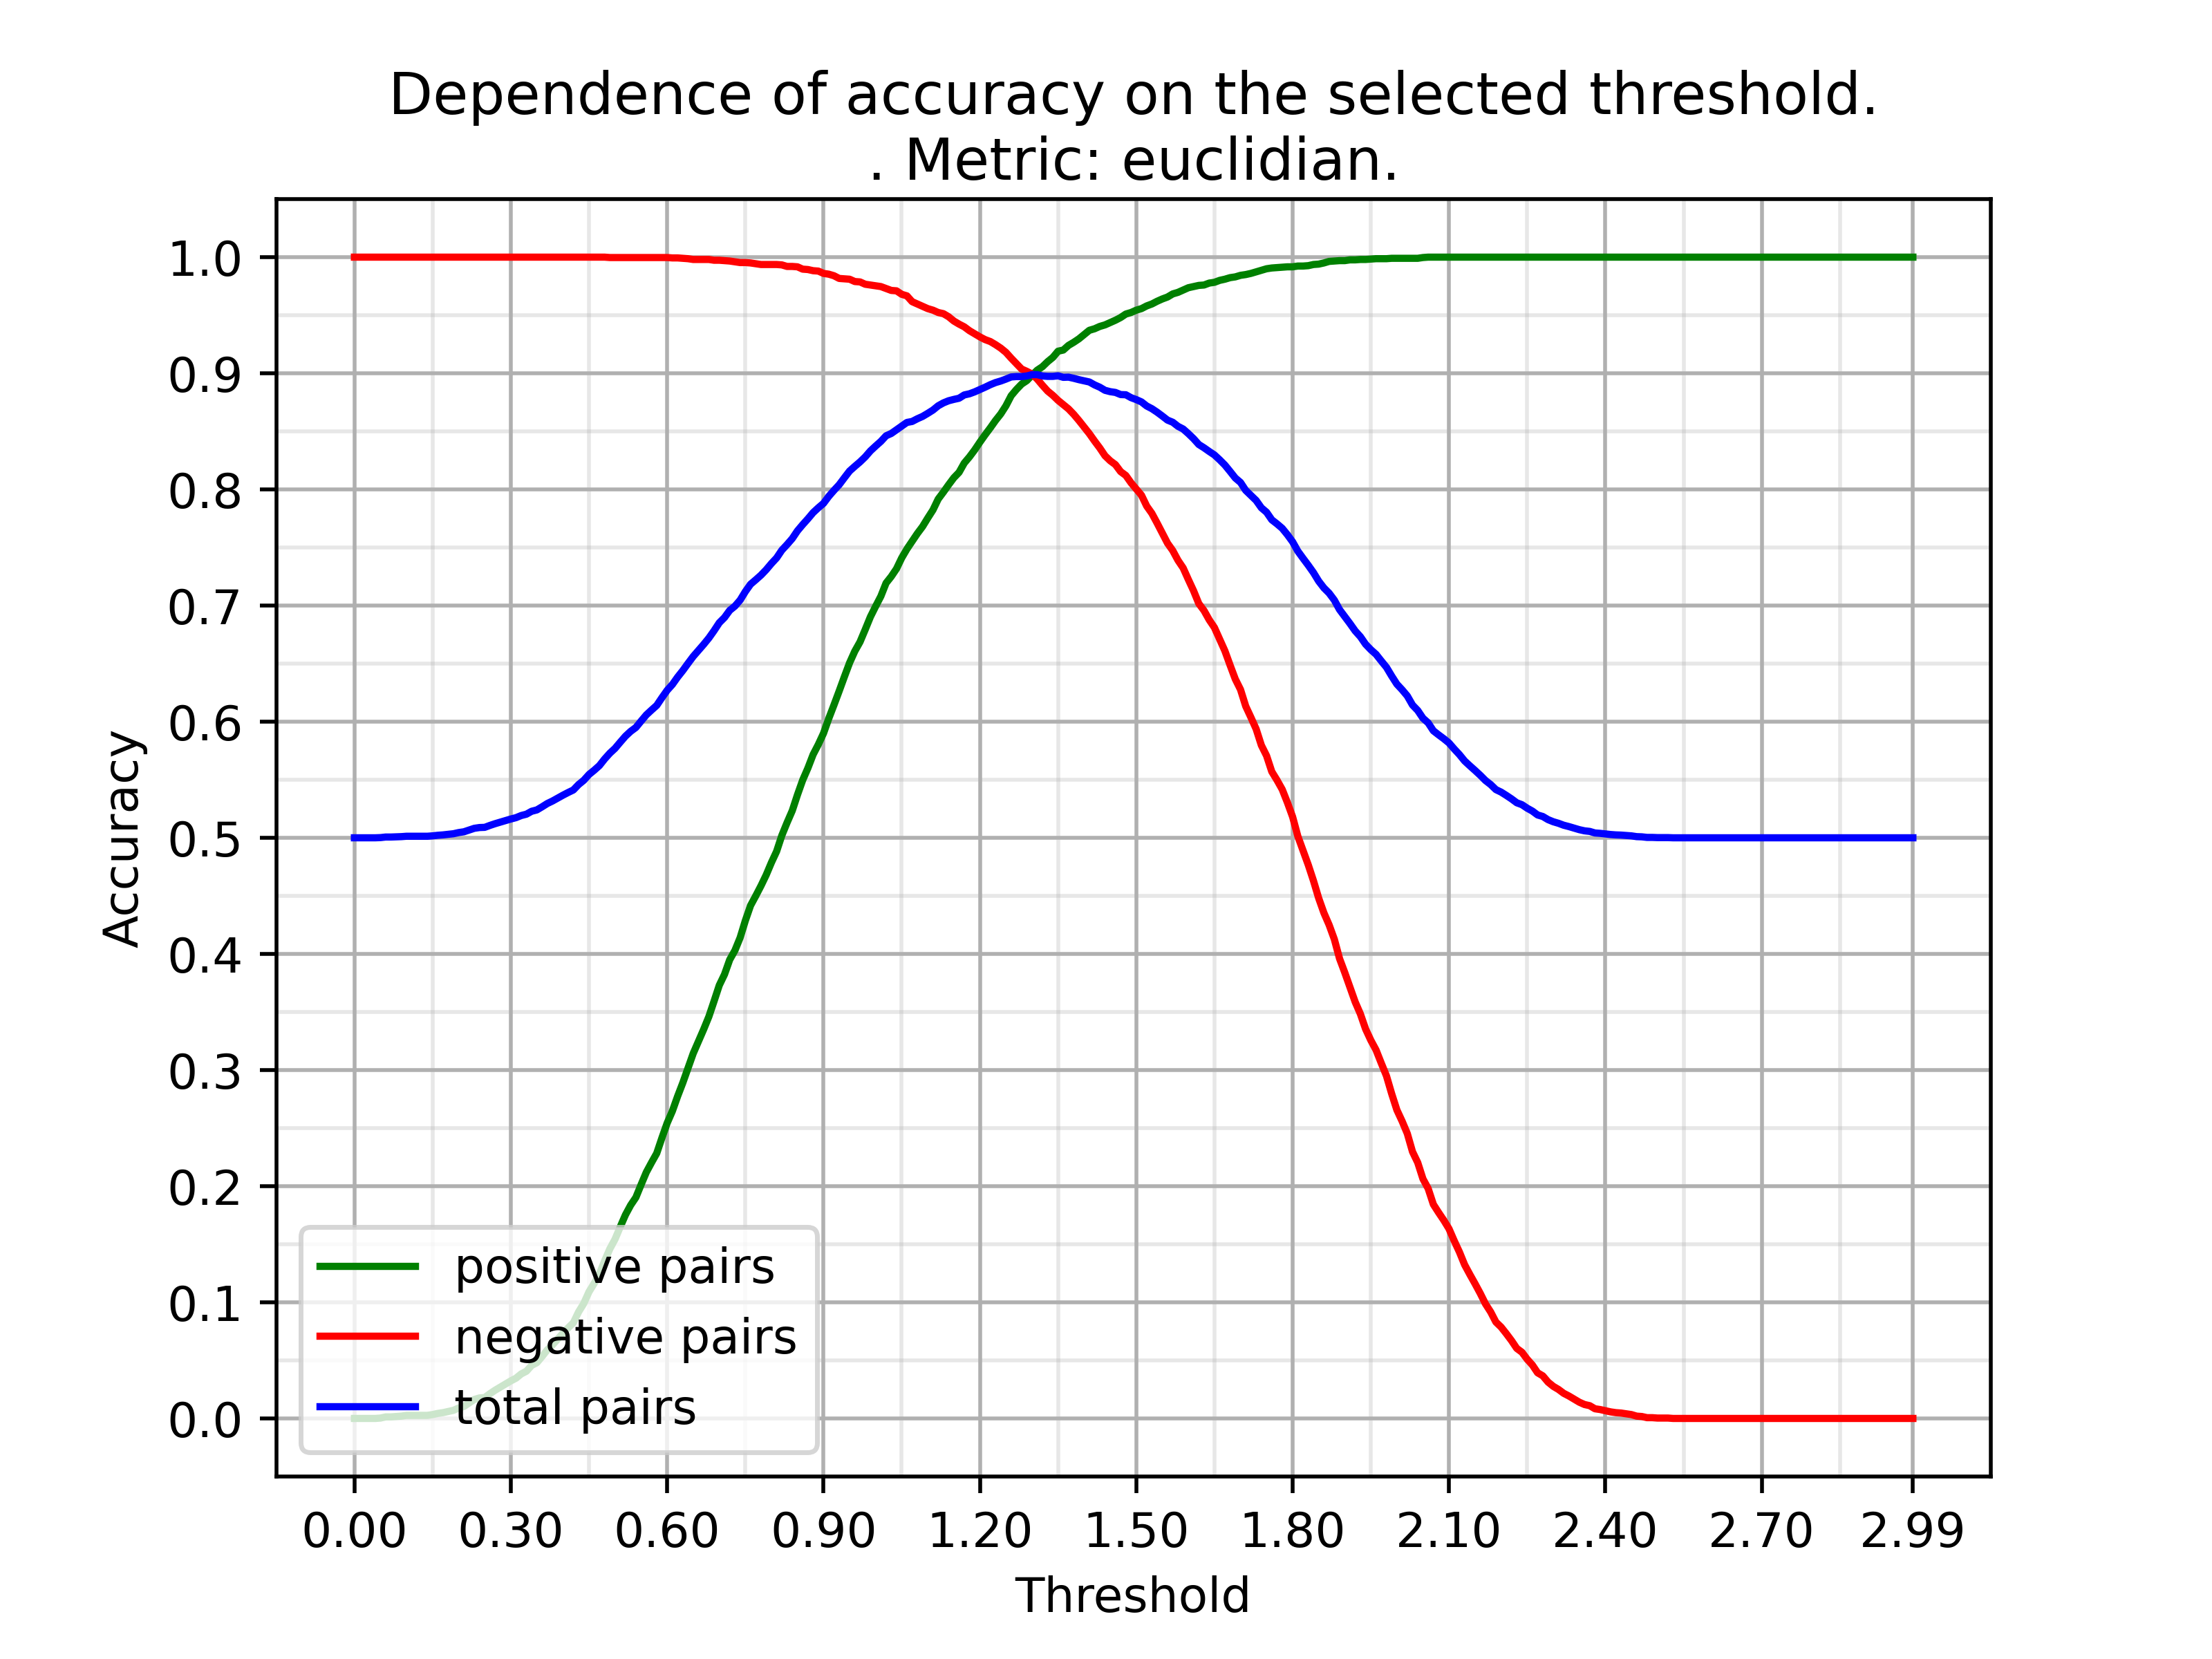 Dependence of accuracy on the selected threshold.
. Metric: euclidian.
1.0
0.9
0.8
0.7
0.6
0.5
0.4
0.3
0.2
0.1
0.0
Accuracy
positive pairs
negative pairs
total pairs
0.00 0.30 0.60 0.90 1.20 1.50 1.80 2.10 2.40 2.70 2.99
Threshold